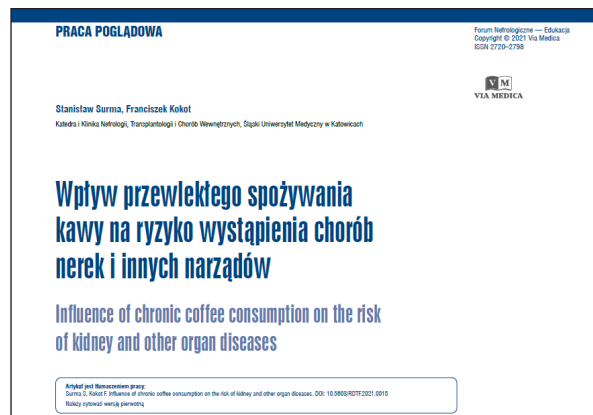 PRACA POGLĄDOWA
Forum Nefrologiczne — Edukacja
Copyright © 2021 Via Medica
ISSN 2720–2798
VM
VIA MEDICA
Stanisław Surma, Franciszek Kokot
Katedra i Klinika Nefrologii, Transplantologii i Chorób Wewnętrznych, Śląski Uniwersytet Medyczny w Katowicach
Wpływ przewlekłego spożywania
kawy na ryzyko wystąpienia chorób
nerek i innych narządów
Influence of chronic coffee consumption on the risk
of kidney and other organ diseases
Artykuł jest tłumaczeniem pracy:
Surma S, Kokot F. Influence of chronic coffee consumption on the risk of kidney and other organ diseases. DOI: 10.5603/RDTF.2021.0015
Należy cytować wersję pierwotną